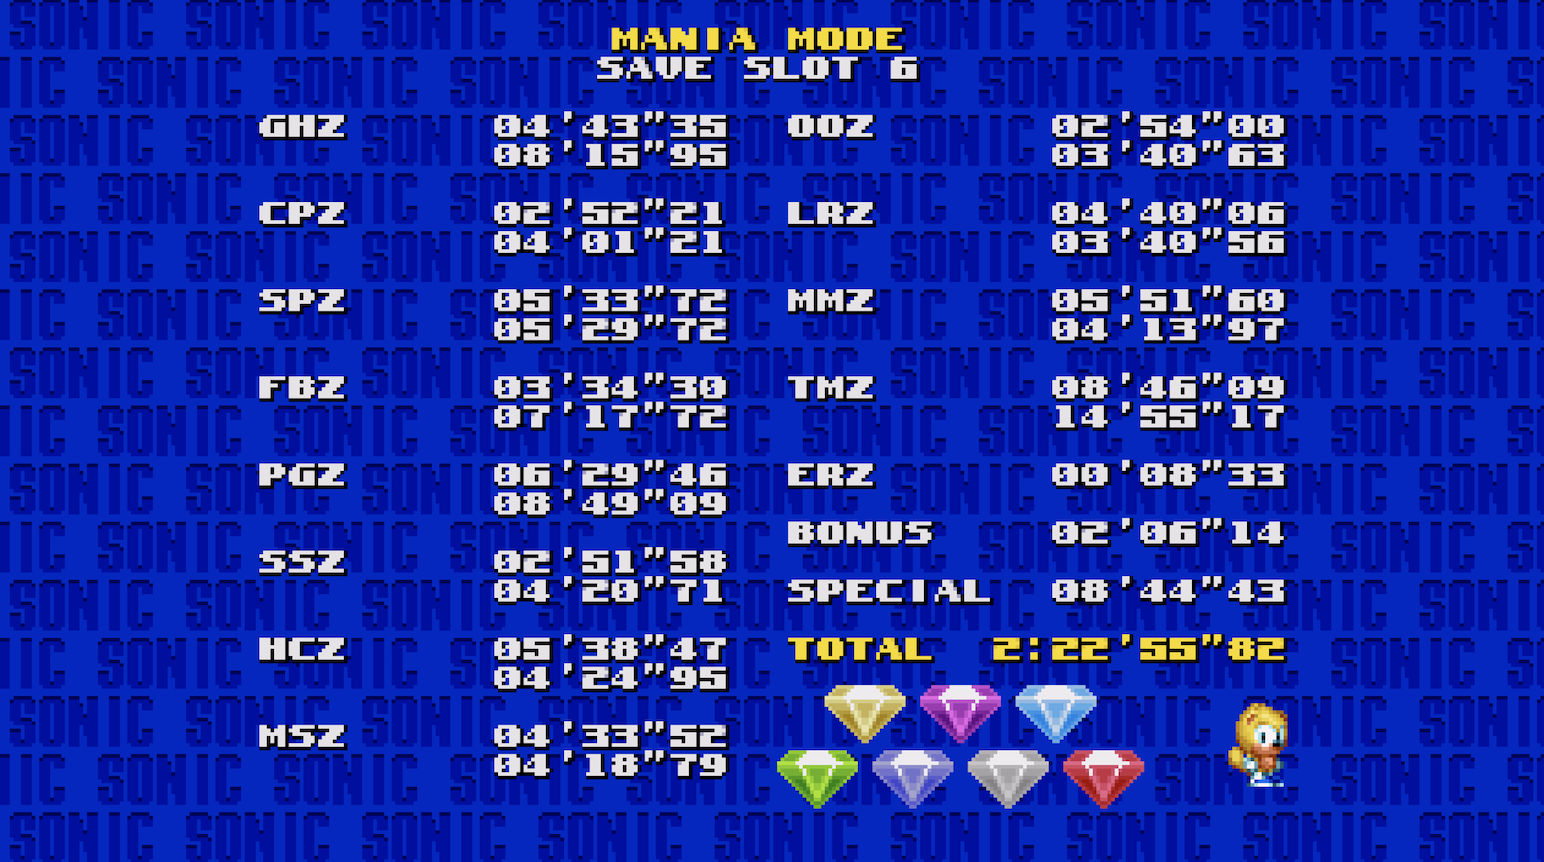 MANIA MODE
SAVE SLOT 6
GHZ 04'43"35
08'15"95
CPZ 02'52"21
04'01"21
SPZ 05'33"72
05'29"72
FBZ 03'34"30
07'17"72
PGZ 06'29"46
08'49"09
SSZ 02'51"58
04'20"71
HCZ 05'38"47
04'24"95
MSZ 04'33"52
04'18"79
OOZ 02'54"00
03'40"63
LRZ 04'40"06
03'40"56
MMZ 05'51"60
04'13"97
TMZ 08'46"09
14'55"17
ERZ 00'08"33
BONUS 02'06"14
SPECIAL 08'44"43
TOTAL 2:22'55"82